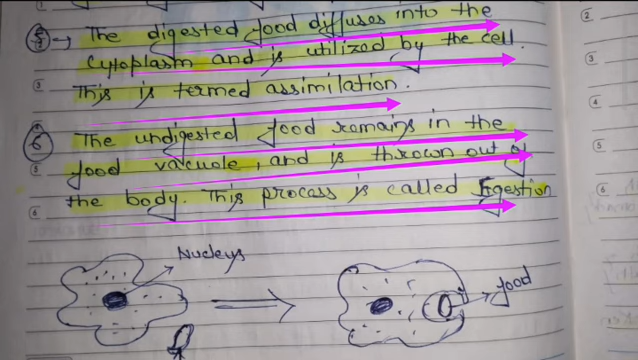 5 → The digested food diffuses into the
Cytoplasm and is utilized by the cell.
This is termed assimilation.
6 The undigested food remains in the
food vacuole, and is thrown out of
the body. This process is called Egestion
Nucleys
food